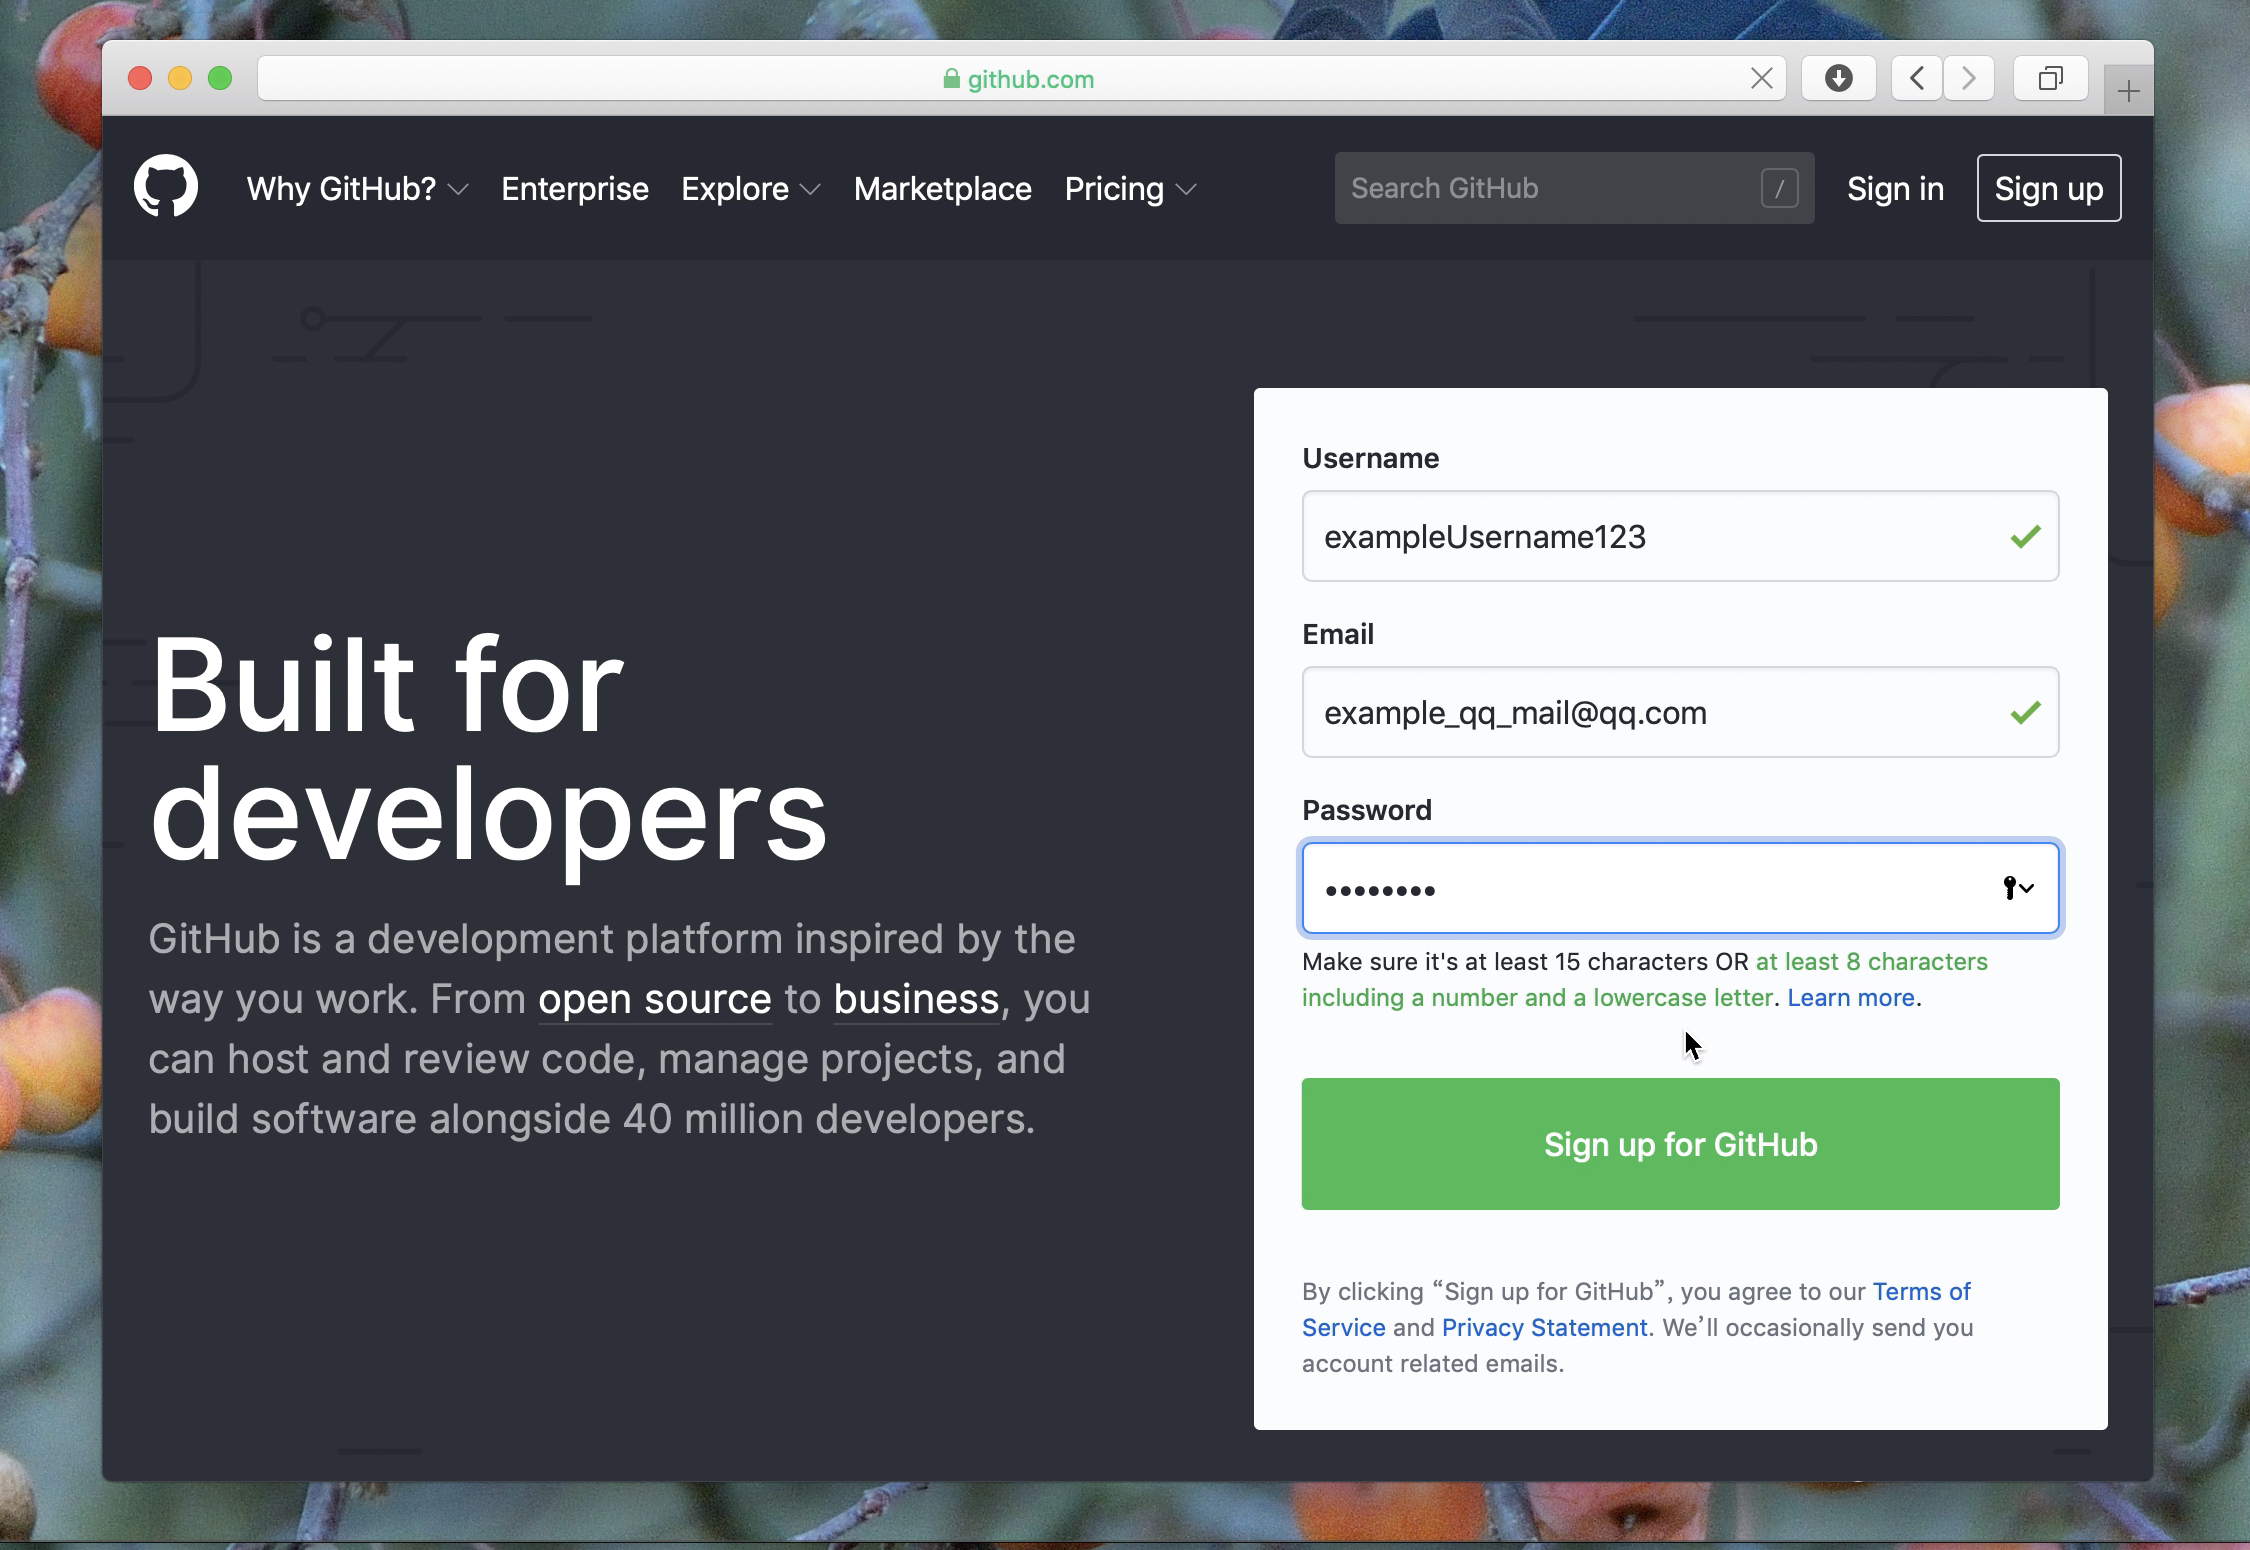 github.com
Why GitHub? Enterprise Explore Marketplace Pricing Search GitHub / Sign in Sign up
Built for
developers
GitHub is a development platform inspired by the
way you work. From open source to business, you
can host and review code, manage projects, and
build software alongside 40 million developers.
Username
exampleUsername123
Email
example_qq_mail@qq.com
Password
••••••••
Make sure it's at least 15 characters OR at least 8 characters
including a number and a lowercase letter. Learn more.
Sign up for GitHub
By clicking “Sign up for GitHub”, you agree to our Terms of
Service and Privacy Statement. We’ll occasionally send you
account related emails.